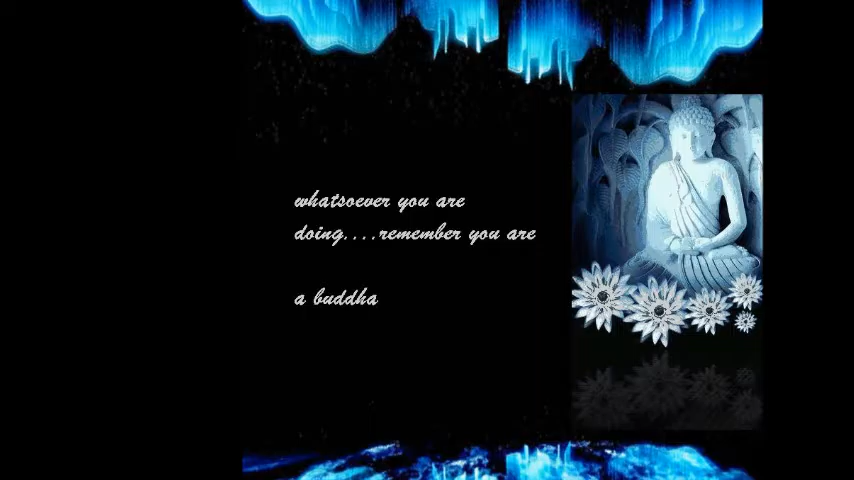 whatsoever you are
doing....remember you are
a buddha